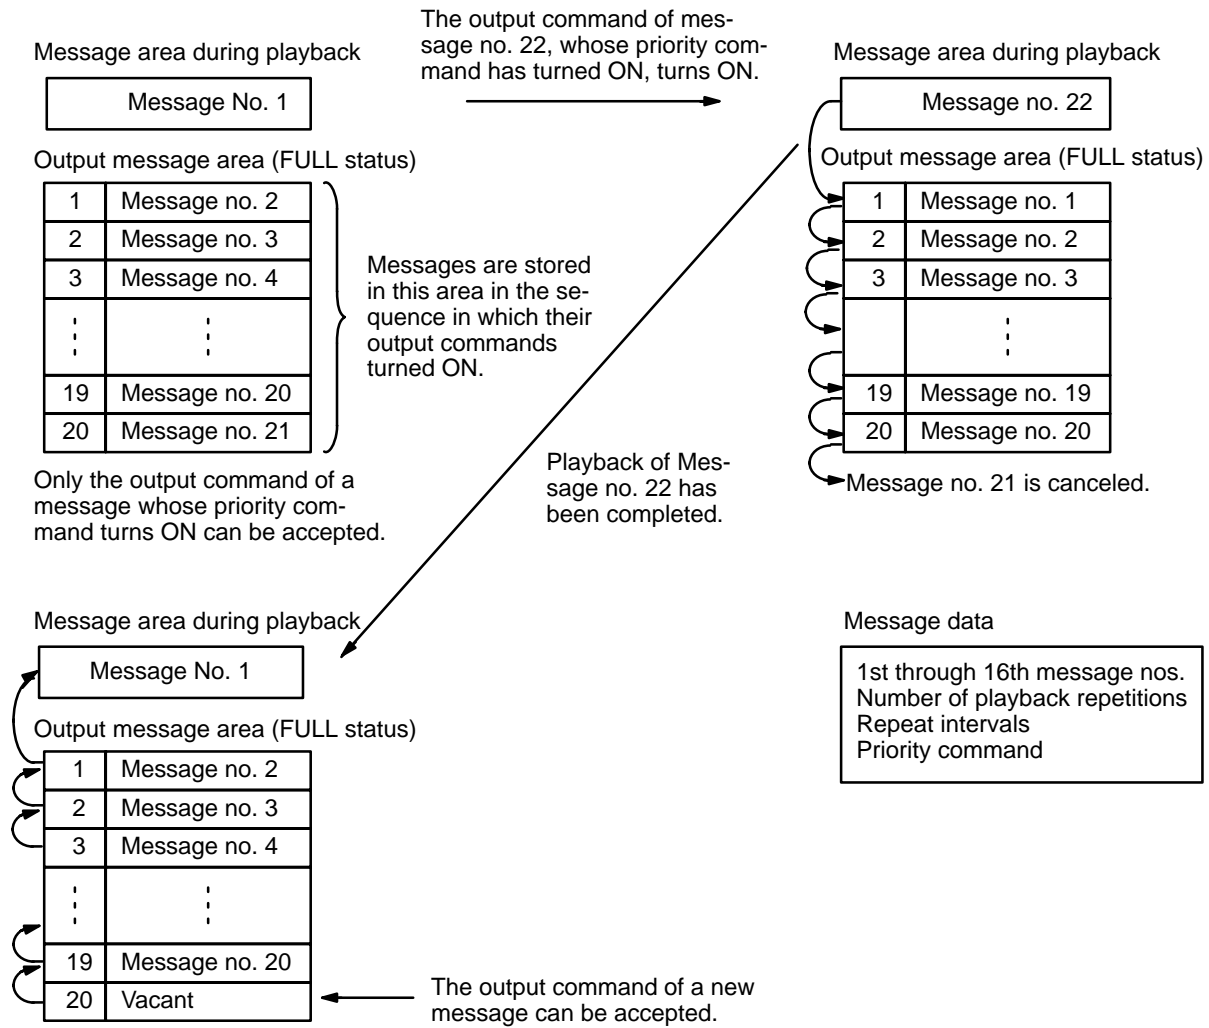 Message area during playback
Message No. 1
Output message area (FULL status)
1 Message no. 2
2 Message no. 3
3 Message no. 4
19 Message no. 20
20 Message no. 21
Only the output command of a
message whose priority com-
mand turns ON can be accepted.
Messages are stored
in this area in the se-
quence in which their
output commands
turned ON.
The output command of mes-
sage no. 22, whose priority com-
mand has turned ON, turns ON.
Message area during playback
Message no. 22
Output message area (FULL status)
1 Message no. 1
2 Message no. 2
3 Message no. 3
19 Message no. 19
20 Message no. 20
Message no. 21 is canceled.
Playback of Mes-
sage no. 22 has
been completed.
Message area during playback
Message No. 1
Output message area (FULL status)
1 Message no. 2
2 Message no. 3
3 Message no. 4
19 Message no. 20
20 Vacant
The output command of a new
message can be accepted.
Message data
1st through 16th message nos.
Number of playback repetitions
Repeat intervals
Priority command